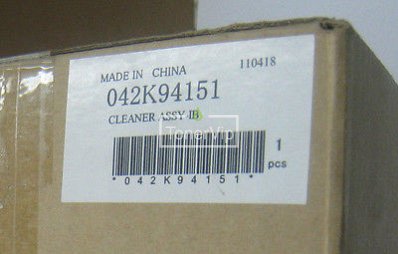 MADE IN CHINA 110418
042K94151
CLEANER ASSY IB
TonerVip
1
pcs
*042K94151*